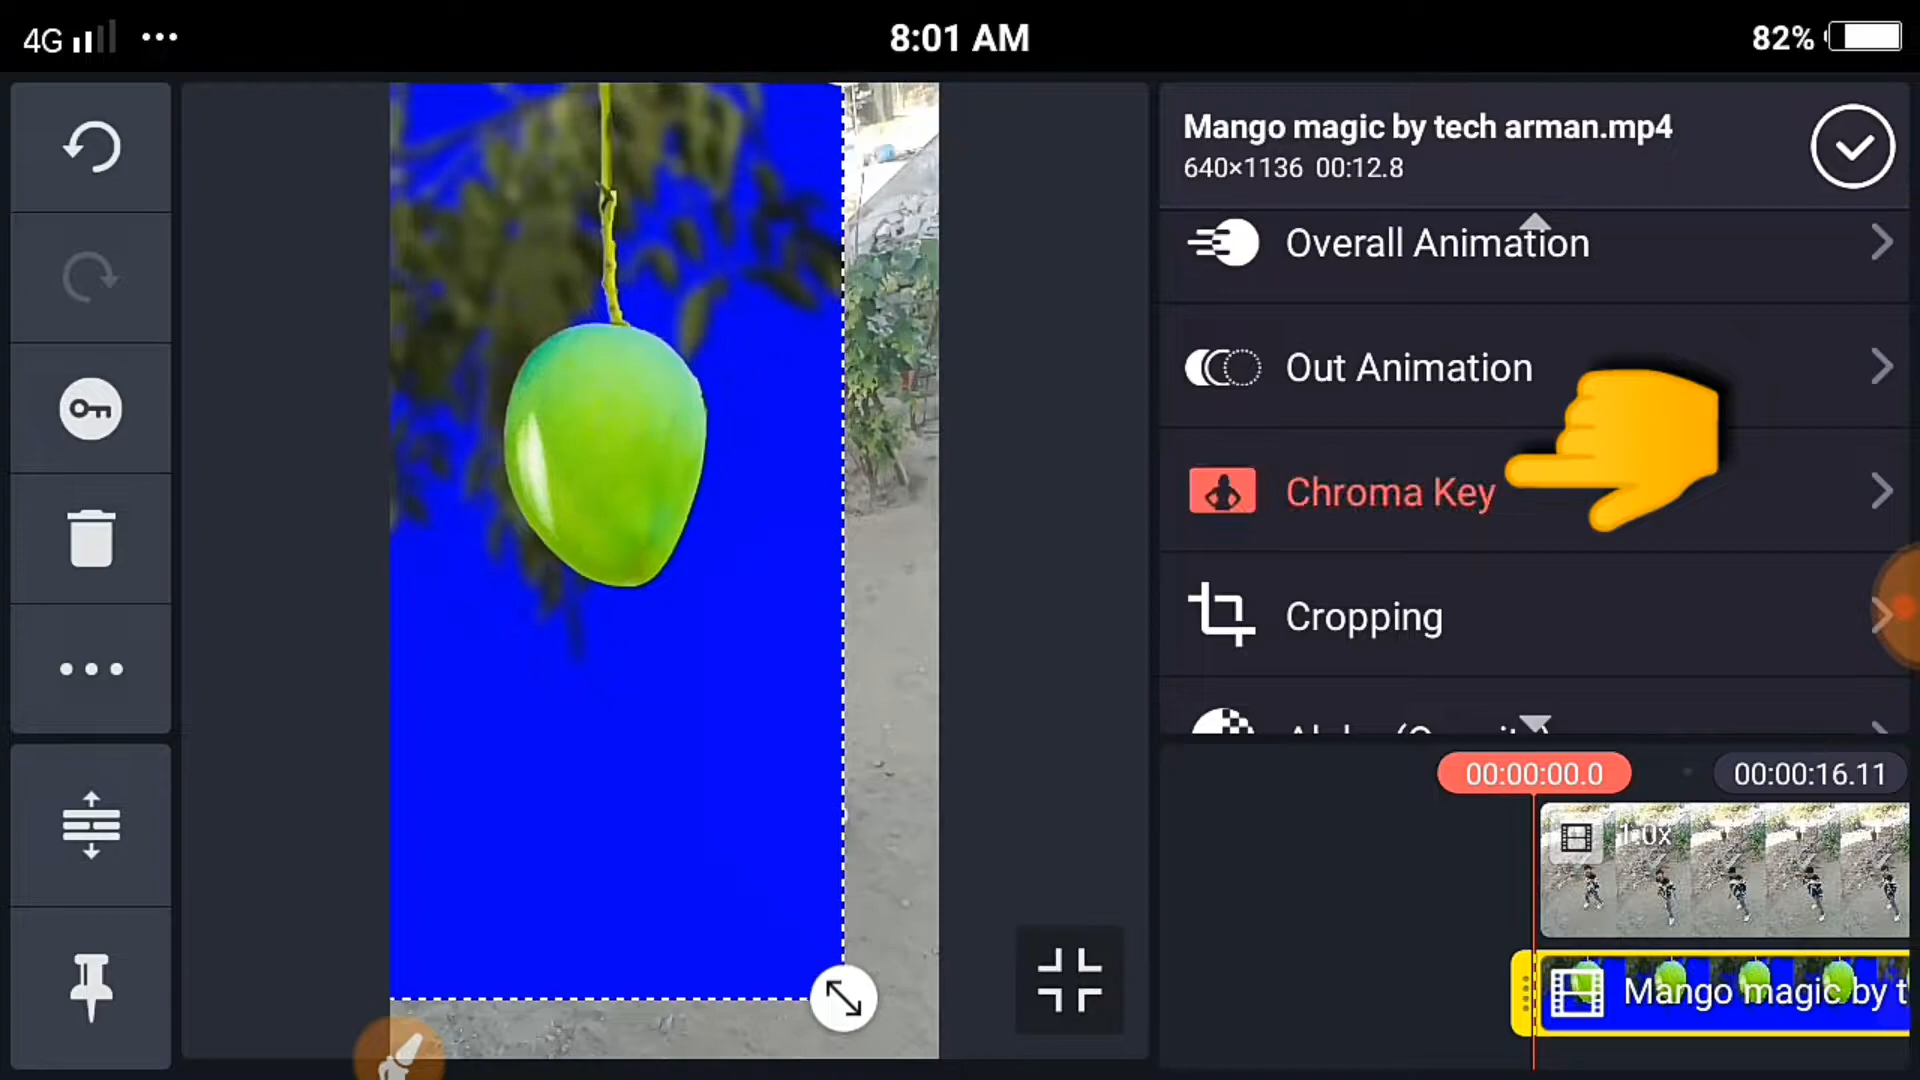 4G
8:01 AM
82%
Mango magic by tech arman.mp4
640×1136 00:12.8
Overall Animation
Out Animation
Chroma Key
Cropping
00:00:00.0
00:00:16.11
1.0x
Mango magic by t